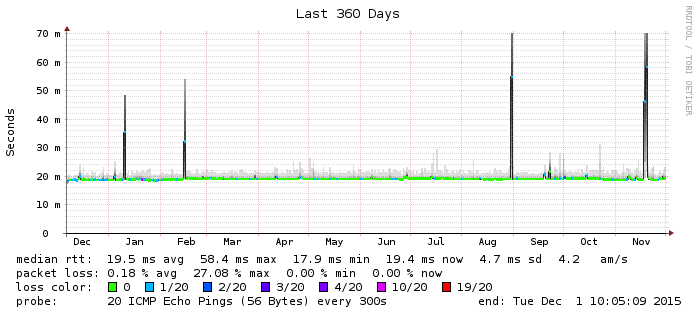 Last 360 Days
RRDTOOL / TOBI OETIKER
Seconds
70 m
60 m
50 m
40 m
30 m
20 m
10 m
0
Dec Jan Feb Mar Apr May Jun Jul Aug Sep Oct Nov
median rtt: 19.5 ms avg 58.4 ms max 17.9 ms min 19.4 ms now 4.7 ms sd 4.2 am/s
packet loss: 0.18 % avg 27.08 % max 0.00 % min 0.00 % now
loss color: 0 1/20 2/20 3/20 4/20 10/20 19/20
probe: 20 ICMP Echo Pings (56 Bytes) every 300s end: Tue Dec 1 10:05:09 2015